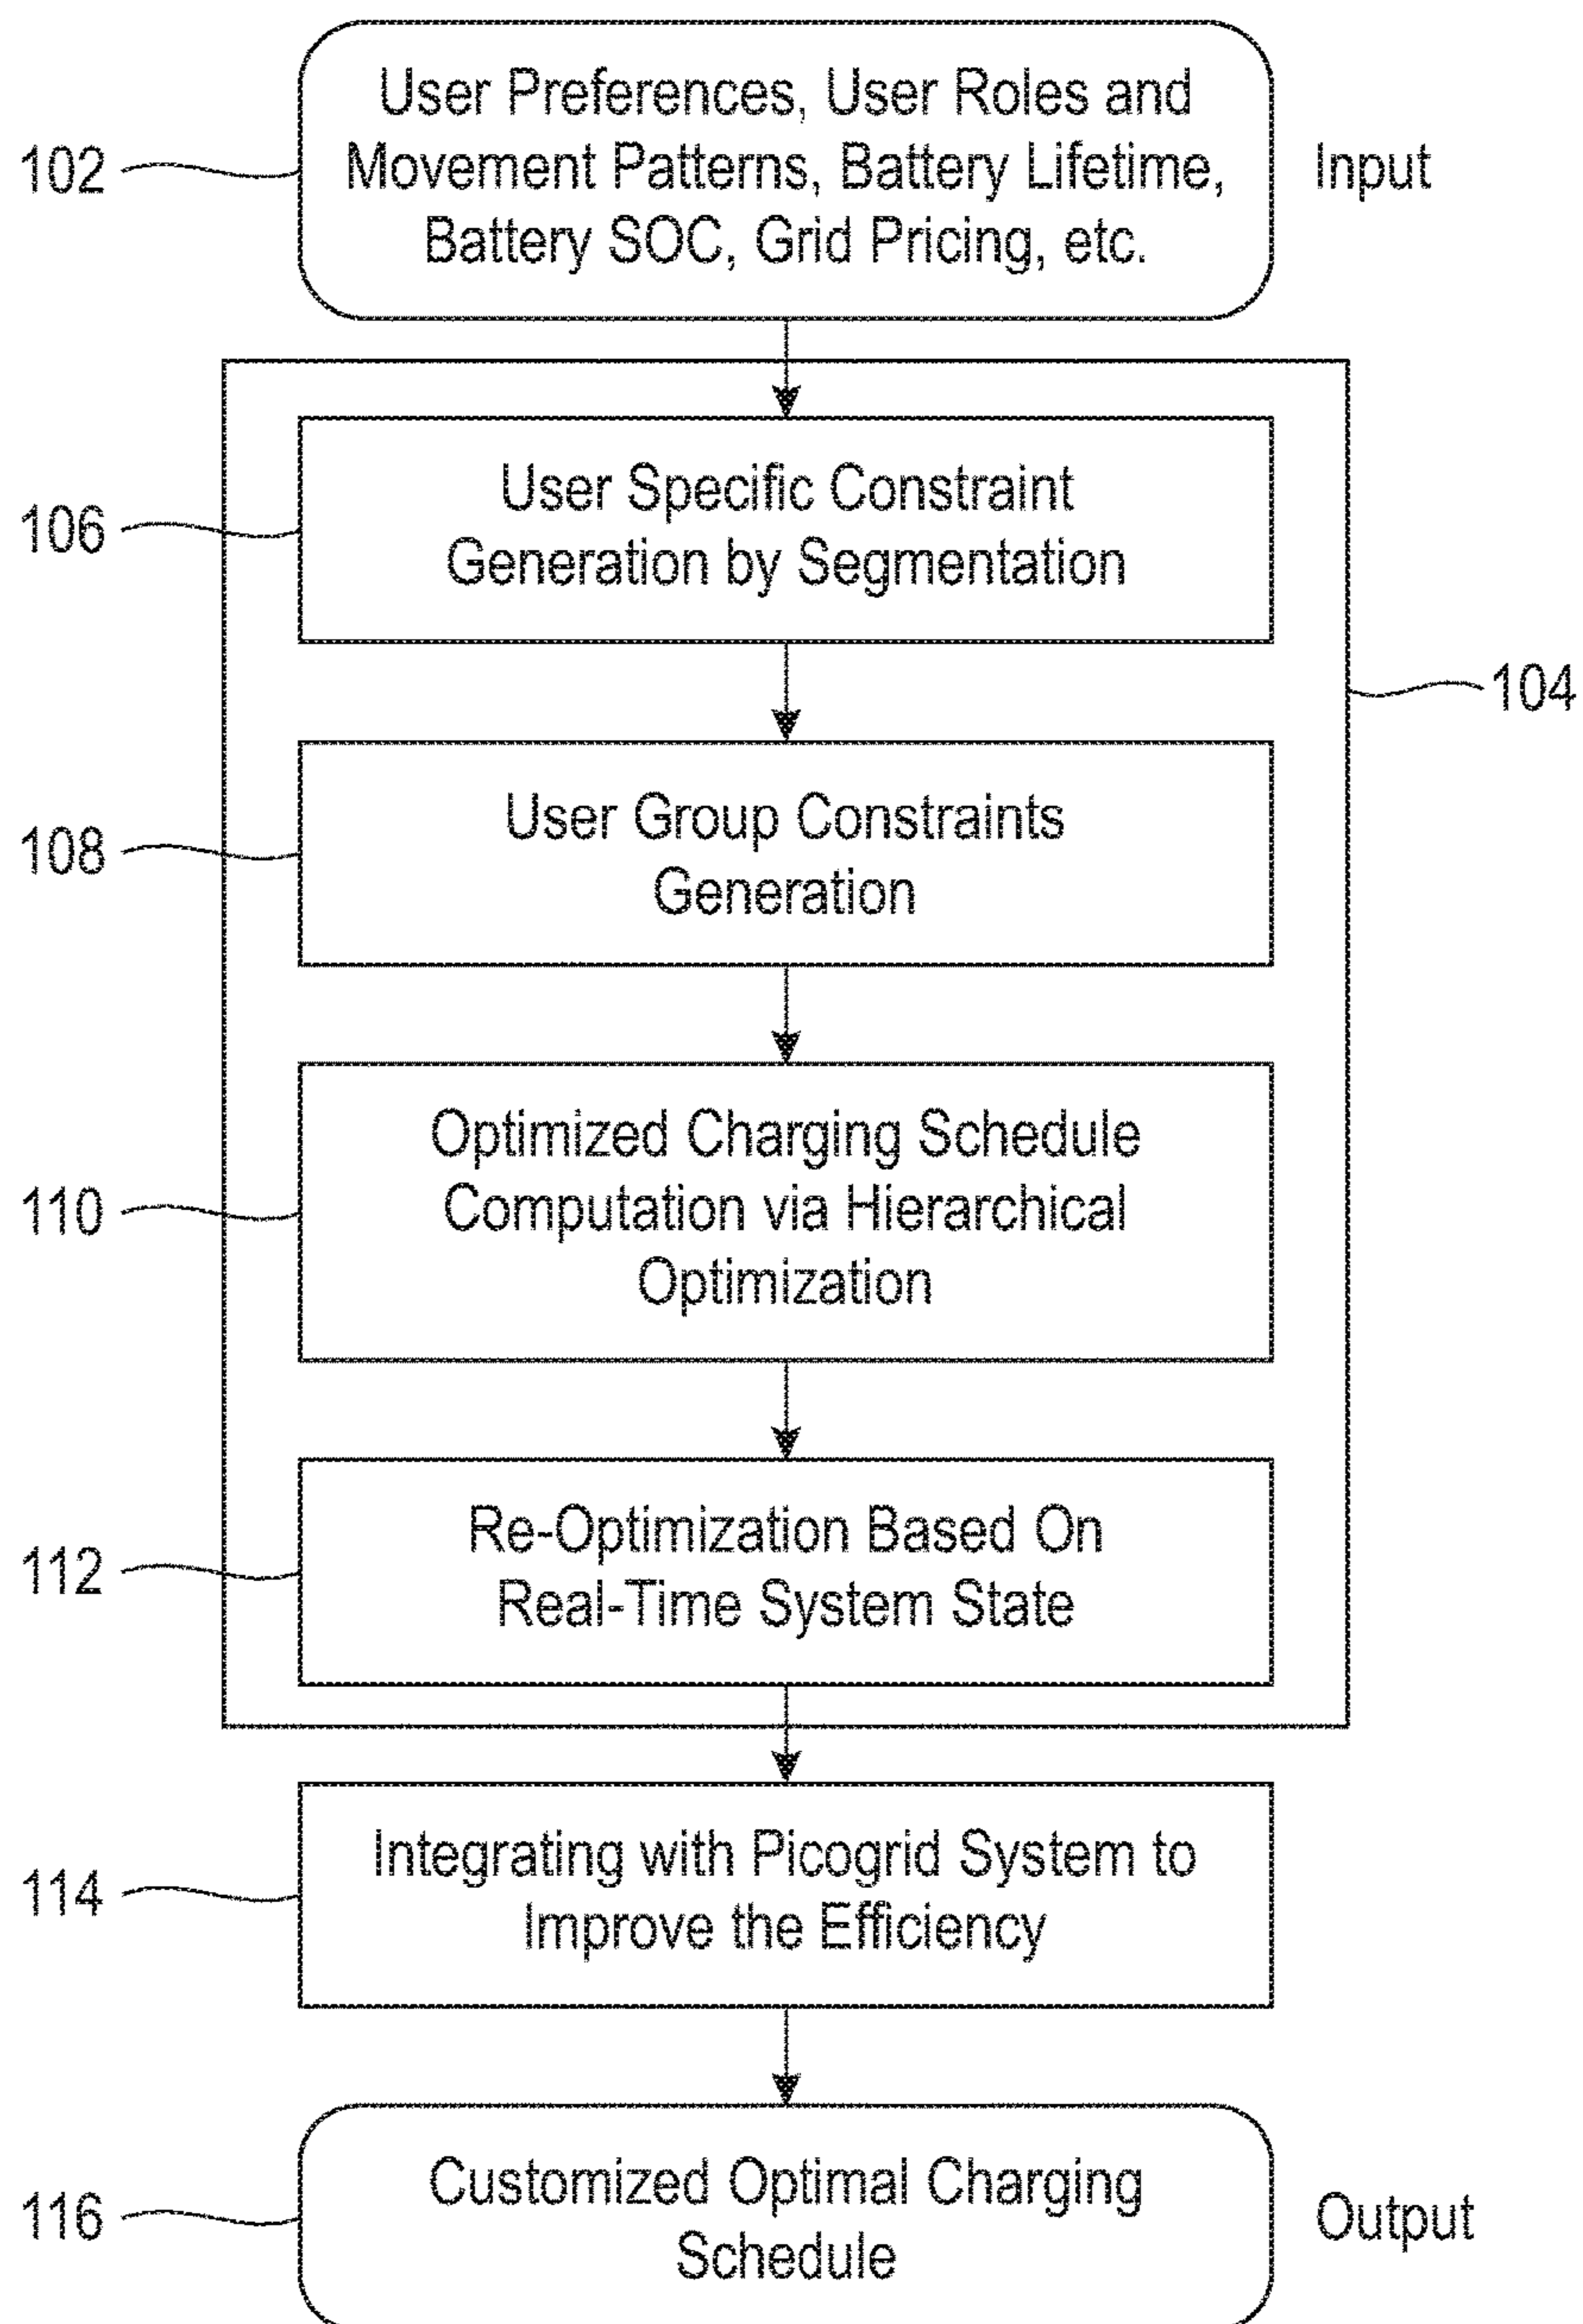 User Preferences, User Roles and
102
Movement Patterns, Battery Lifetime,
Input
Battery SOC, Grid Pricing, etc.
User Specific Constraint
106
Generation by Segmentation
104
User Group Constraints
108
Generation
Optimized Charging Schedule
110
Computation via Hierarchical
Optimization
Re-Optimization Based On
112
Real-Time System State
Integrating with Picogrid System to
114
Improve the Efficiency
Customized Optimal Charging
116
Schedule
Output